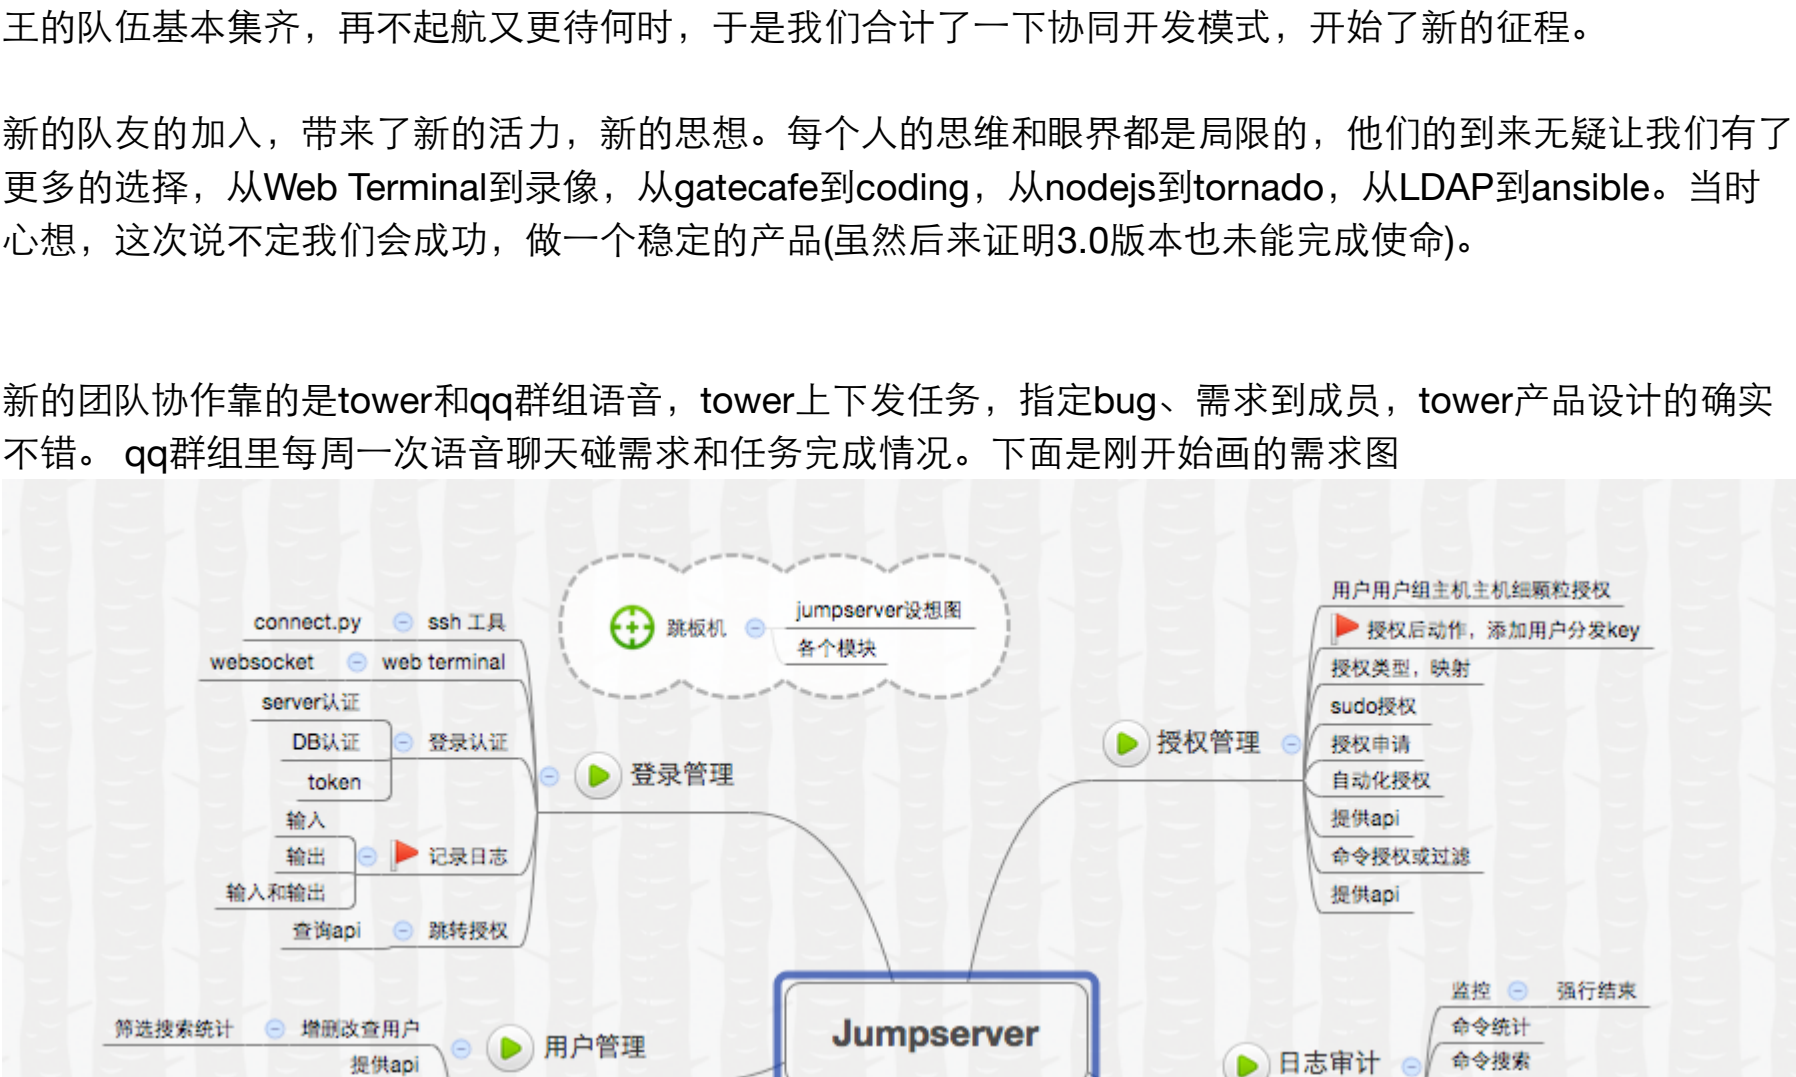 王的队伍基本集齐，再不起航又更待何时，于是我们合计了一下协同开发模式，开始了新的征程。
新的队友的加入，带来了新的活力，新的思想。每个人的思维和眼界都是局限的，他们的到来无疑让我们有了
更多的选择，从Web Terminal到录像，从gatecafe到coding，从nodejs到tornado，从LDAP到ansible。当时
心想，这次说不定我们会成功，做一个稳定的产品(虽然后来证明3.0版本也未能完成使命)。
新的团队协作靠的是tower和qq群组语音，tower上下发任务，指定bug、需求到成员，tower产品设计的确实
不错。 qq群组里每周一次语音聊天碰需求和任务完成情况。下面是刚开始画的需求图
跳板机
jumpserver设想图
各个模块
connect.py
ssh 工具
websocket
web terminal
server认证
DB认证
token
登录认证
输入
输出
输入和输出
记录日志
查询api
跳转授权
登录管理
授权管理
用户用户组主机主机细颗粒授权
授权后动作，添加用户分发key
授权类型，映射
sudo授权
授权申请
自动化授权
提供api
命令授权或过滤
提供api
Jumpserver
筛选搜索统计
增删改查用户
提供api
用户管理
日志审计
监控
强行结束
命令统计
命令搜索